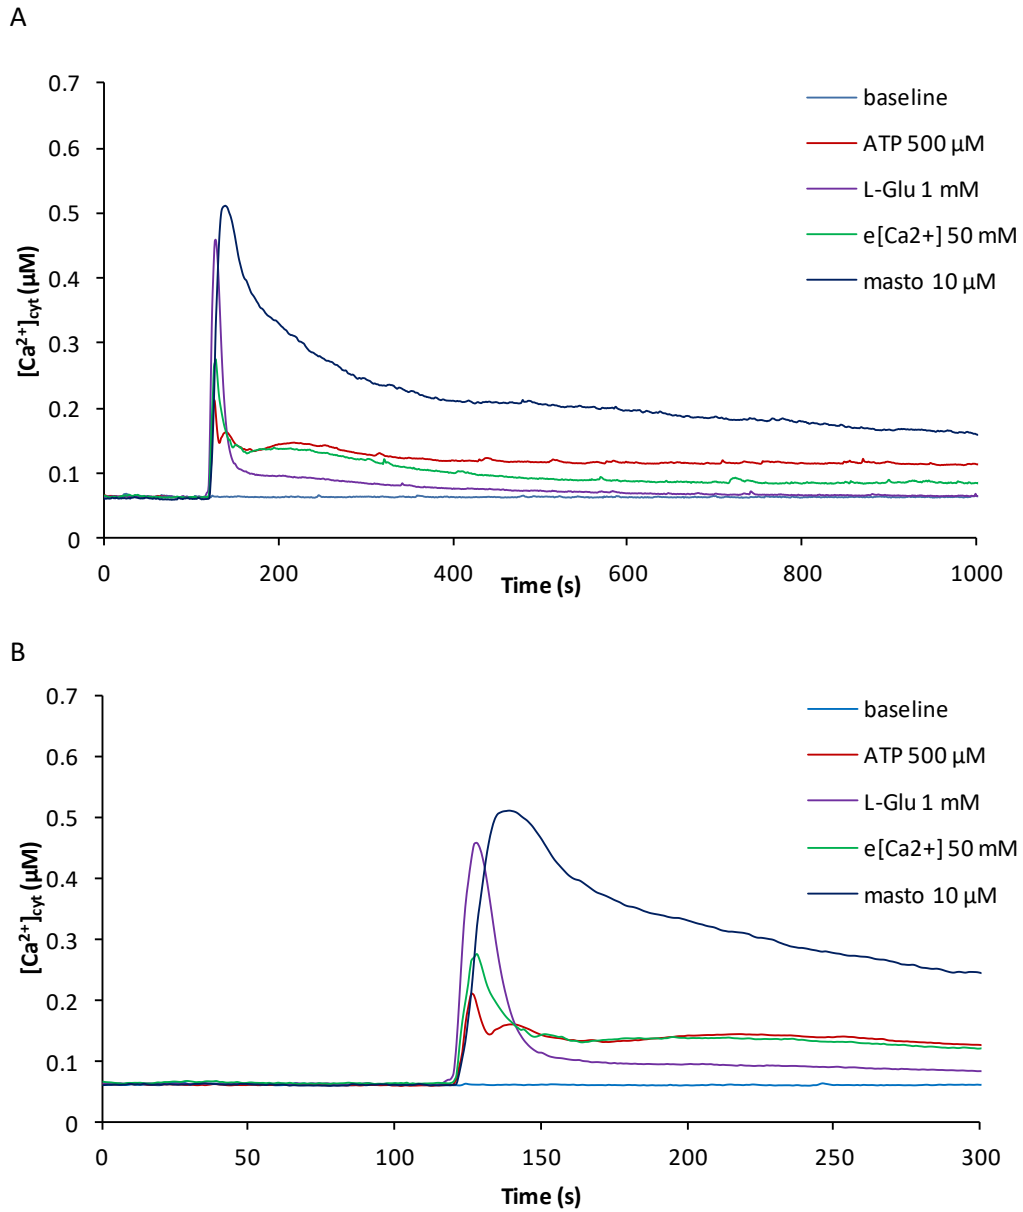 A
0.7
0.6
0.5
0.4
0.3
0.2
0.1
0
[Ca²⁺]cyt (µM)
0 200 400 600 800 1000
Time (s)
baseline
ATP 500 µM
L-Glu 1 mM
e[Ca2+] 50 mM
masto 10 µM
B
0.7
0.6
0.5
0.4
0.3
0.2
0.1
0
[Ca²⁺]cyt (µM)
0 50 100 150 200 250 300
Time (s)
baseline
ATP 500 µM
L-Glu 1 mM
e[Ca2+] 50 mM
masto 10 µM